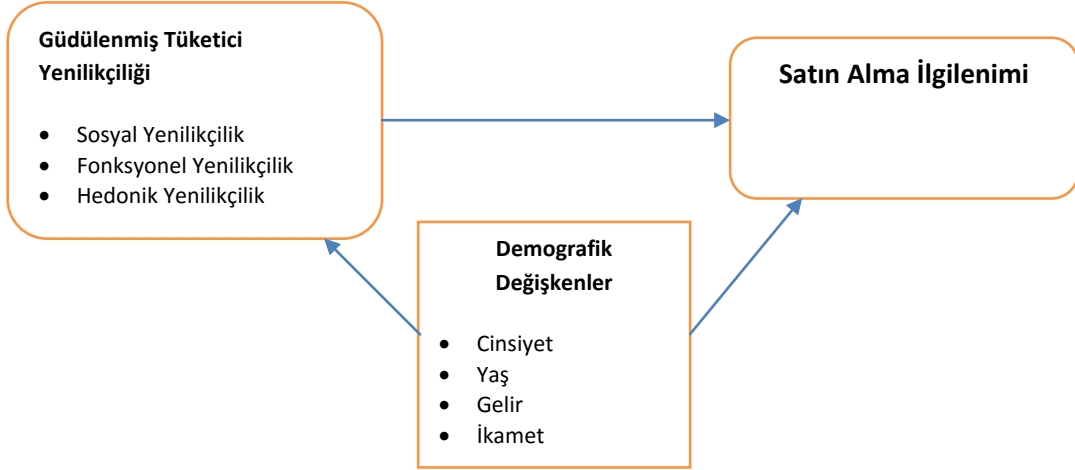 Güdülenmiş Tüketici
Yenilikçiliği
• Sosyal Yenilikçilik
• Fonksyonel Yenilikçilik
• Hedonik Yenilikçilik
Satın Alma İlgilenimi
Demografik
Değişkenler
• Cinsiyet
• Yaş
• Gelir
• İkamet